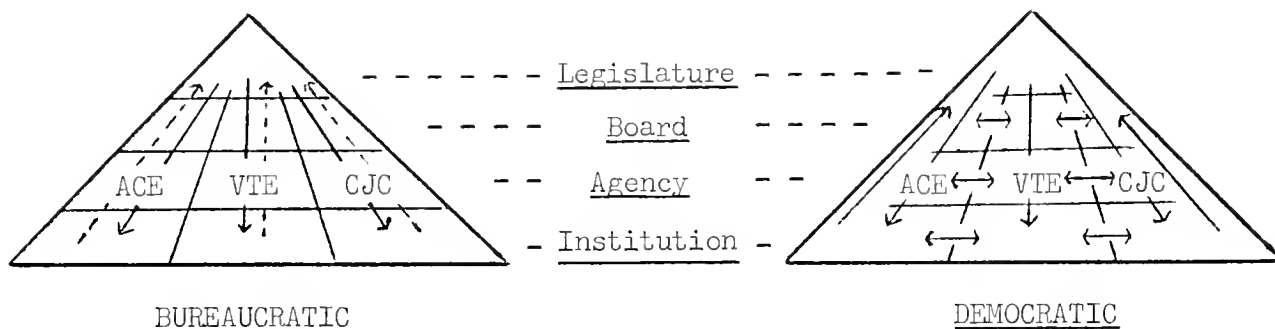 Legislature
Board
ACE VTE CJC Agency ACE VTE CJC
Institution
BUREAUCRATIC DEMOCRATIC